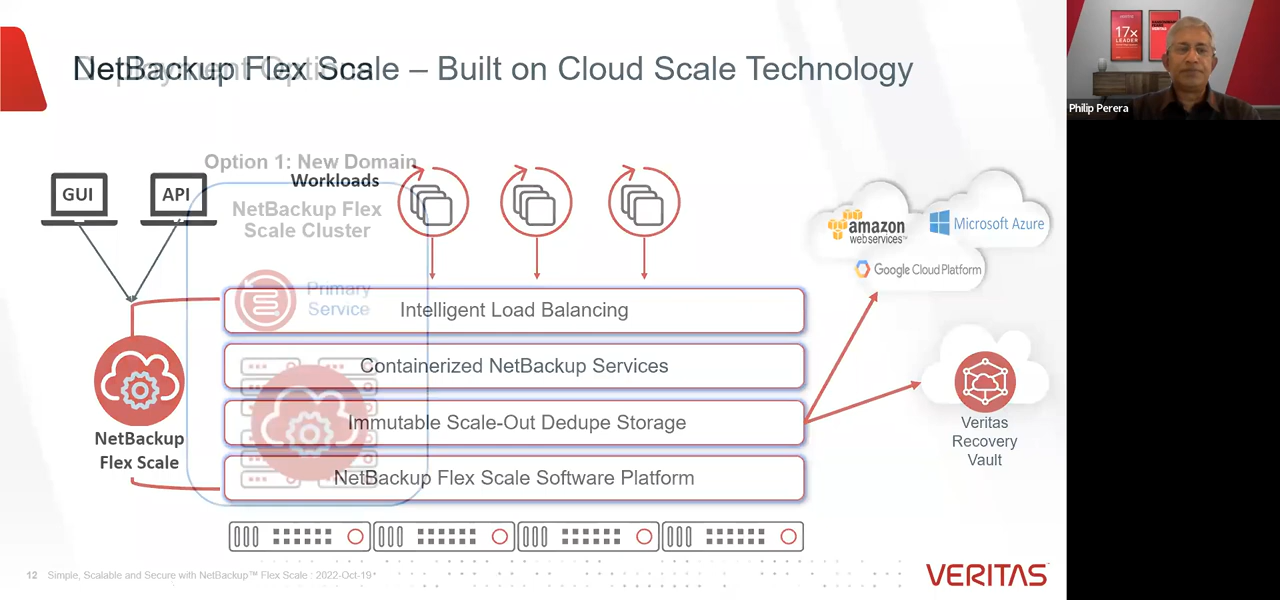 NetBackup Flex Scale – Built on Cloud Scale Technology
Philip Perera
17x
LEADER
Option 1: New Domain
Workloads
GUI
API
NetBackup Flex
Scale Cluster
amazon
webservices™
Microsoft Azure
Google Cloud Platform
Primary
Service
Intelligent Load Balancing
Containerized NetBackup Services
Immutable Scale-Out Dedupe Storage
NetBackup Flex Scale Software Platform
NetBackup
Flex Scale
Veritas
Recovery
Vault
12 Simple, Scalable and Secure with NetBackup™ Flex Scale : 2022-Oct-19
VERITAS